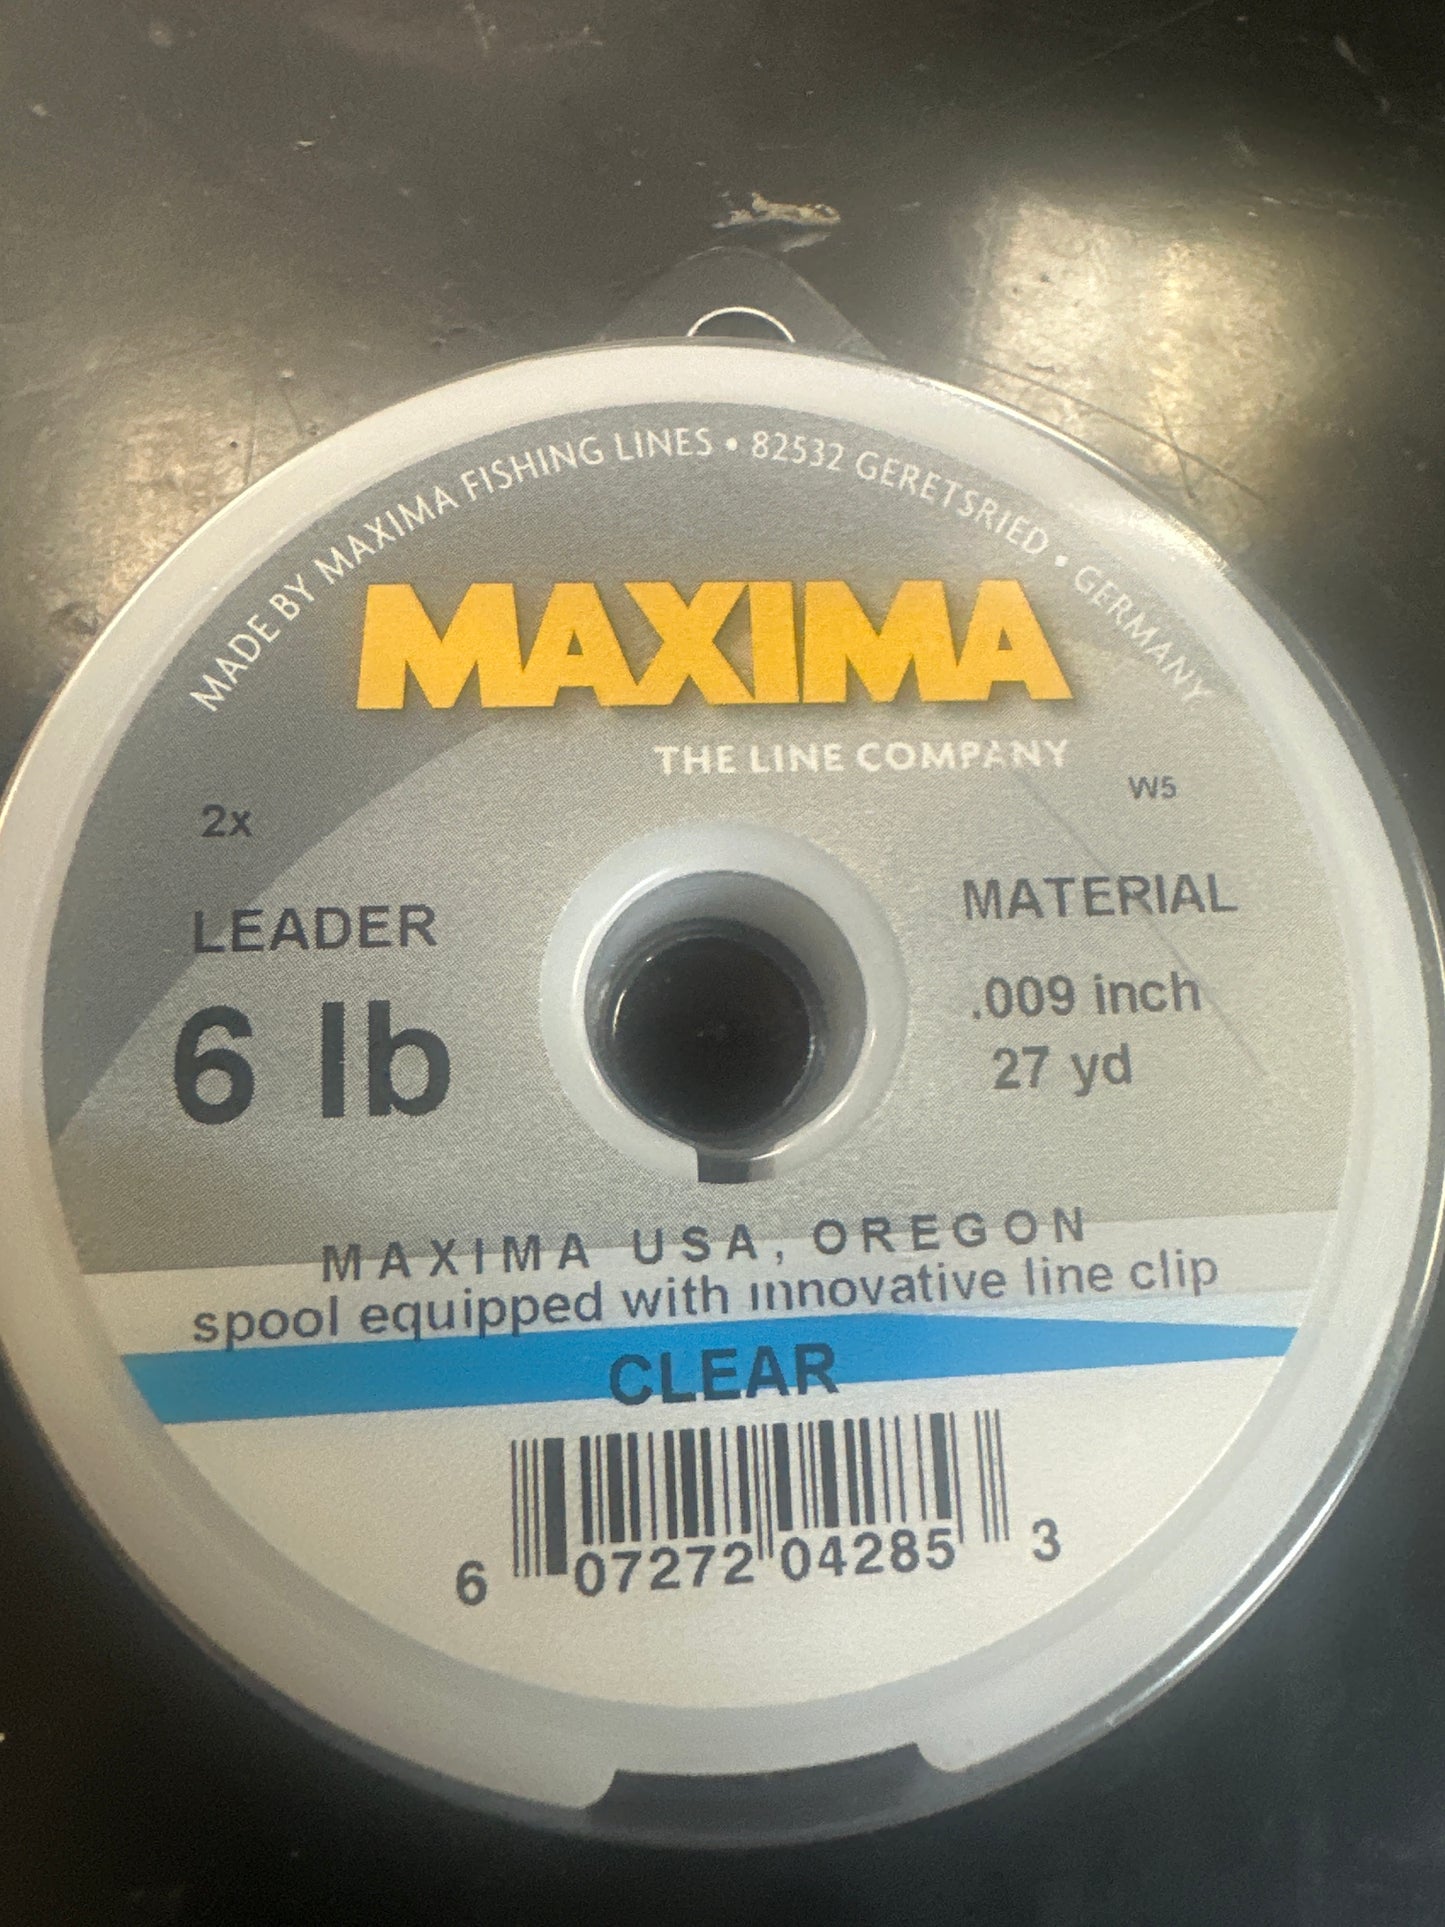 MADE BY MAXIMA FISHING LINES • 82532 GERETSRIED • GERMANY
MAXIMA
THE LINE COMPANY
2x
W5
LEADER
MATERIAL
6 lb
.009 inch
27 yd
MAXIMA USA, OREGON
spool equipped with innovative line clip
CLEAR
6 07272 04285 3